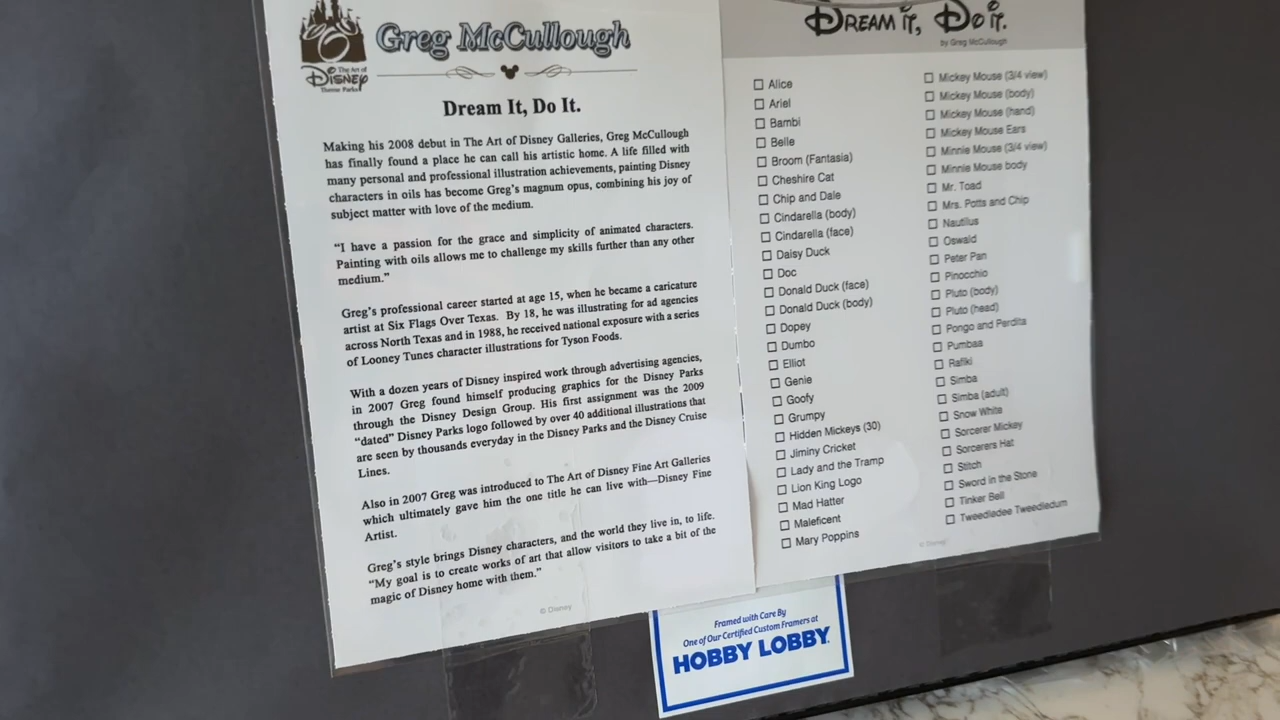 The Art of
Disney
Theme Parks
Greg McCullough
Dream It, Do It.
Making his 2008 debut in The Art of Disney Galleries, Greg McCullough
has finally found a place he can call his artistic home. A life filled with
many personal and professional illustration achievements, painting Disney
characters in oils has become Greg's magnum opus, combining his joy of
subject matter with love of the medium.
"I have a passion for the grace and simplicity of animated characters.
Painting with oils allows me to challenge my skills further than any other
medium."
Greg's professional career started at age 15, when he became a caricature
artist at Six Flags Over Texas. By 18, he was illustrating for ad agencies
across North Texas and in 1988, he received national exposure with a series
of Looney Tunes character illustrations for Tyson Foods.
With a dozen years of Disney inspired work through advertising agencies,
in 2007 Greg found himself producing graphics for the Disney Parks
through the Disney Design Group. His first assignment was the 2009
"dated" Disney Parks logo followed by over 40 additional illustrations that
are seen by thousands everyday in the Disney Parks and the Disney Cruise
Lines.
Also in 2007 Greg was introduced to The Art of Disney Fine Art Galleries
which ultimately gave him the one title he can live with—Disney Fine
Artist.
Greg's style brings Disney characters, and the world they live in, to life.
"My goal is to create works of art that allow visitors to take a bit of the
magic of Disney home with them."
© Disney
Dream it, Do it.
by Greg McCullough
Alice
Ariel
Bambi
Belle
Broom (Fantasia)
Cheshire Cat
Chip and Dale
Cindarella (body)
Cindarella (face)
Daisy Duck
Doc
Donald Duck (face)
Donald Duck (body)
Dopey
Dumbo
Elliot
Genie
Goofy
Grumpy
Hidden Mickeys (30)
Jiminy Cricket
Lady and the Tramp
Lion King Logo
Mad Hatter
Maleficent
Mary Poppins
Mickey Mouse (3/4 view)
Mickey Mouse (body)
Mickey Mouse (hand)
Mickey Mouse Ears
Minnie Mouse (3/4 view)
Minnie Mouse body
Mr. Toad
Mrs. Potts and Chip
Nautilus
Oswald
Peter Pan
Pinocchio
Pluto (body)
Pluto (head)
Pongo and Perdita
Pumbaa
Rafiki
Simba
Simba (adult)
Snow White
Sorcerer Mickey
Sorcerers Hat
Stitch
Sword in the Stone
Tinker Bell
Tweedledee Tweedledum
© Disney
Framed with Care By
One of Our Certified Custom Framers at
HOBBY LOBBY